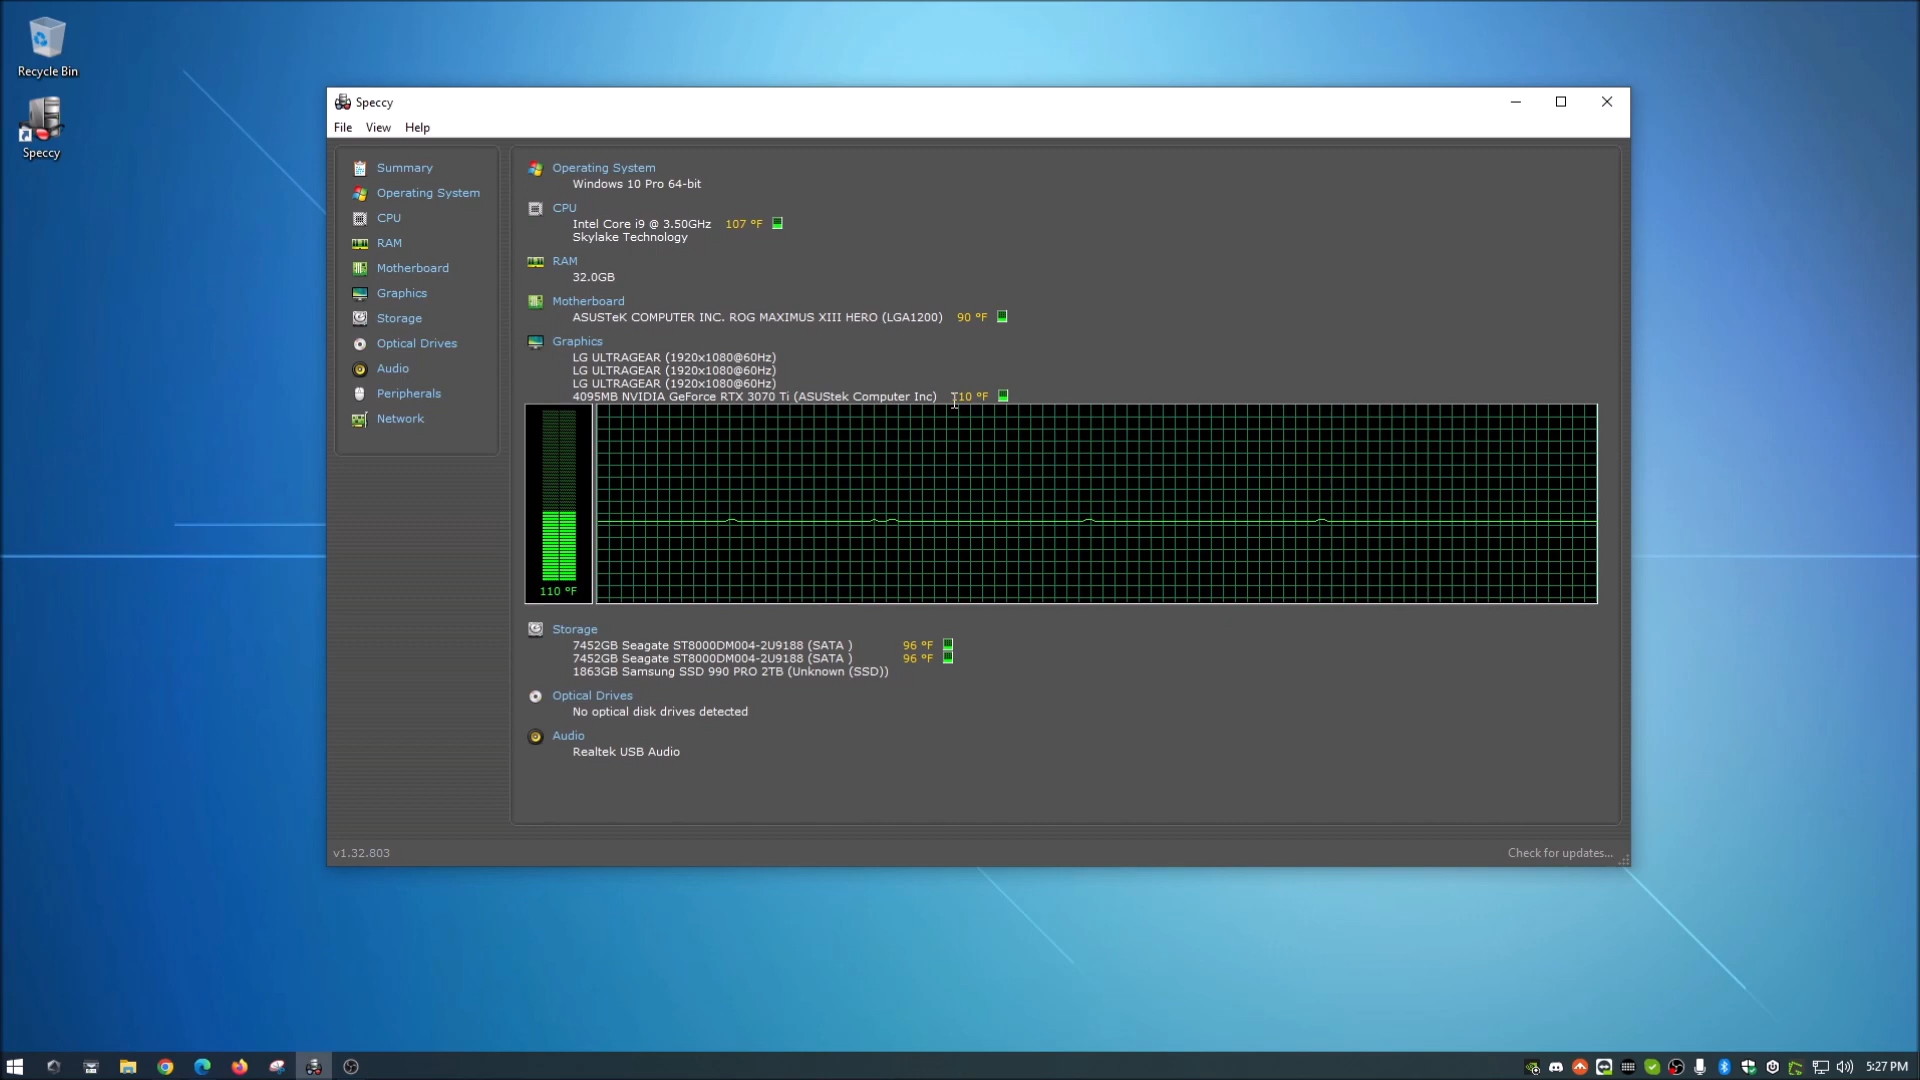 Recycle Bin
Speccy
Speccy
File View Help
Summary
Operating System
CPU
RAM
Motherboard
Graphics
Storage
Optical Drives
Audio
Peripherals
Network
Operating System
Windows 10 Pro 64-bit
CPU
Intel Core i9 @ 3.50GHz 107 °F
Skylake Technology
RAM
32.0GB
Motherboard
ASUSTeK COMPUTER INC. ROG MAXIMUS XIII HERO (LGA1200) 90 °F
Graphics
LG ULTRAGEAR (1920x1080@60Hz)
LG ULTRAGEAR (1920x1080@60Hz)
LG ULTRAGEAR (1920x1080@60Hz)
4095MB NVIDIA GeForce RTX 3070 Ti (ASUStek Computer Inc) 110 °F
110 °F
Storage
7452GB Seagate ST8000DM004-2U9188 (SATA ) 96 °F
7452GB Seagate ST8000DM004-2U9188 (SATA ) 96 °F
1863GB Samsung SSD 990 PRO 2TB (Unknown (SSD))
Optical Drives
No optical disk drives detected
Audio
Realtek USB Audio
v1.32.803
Check for updates...
5:27 PM